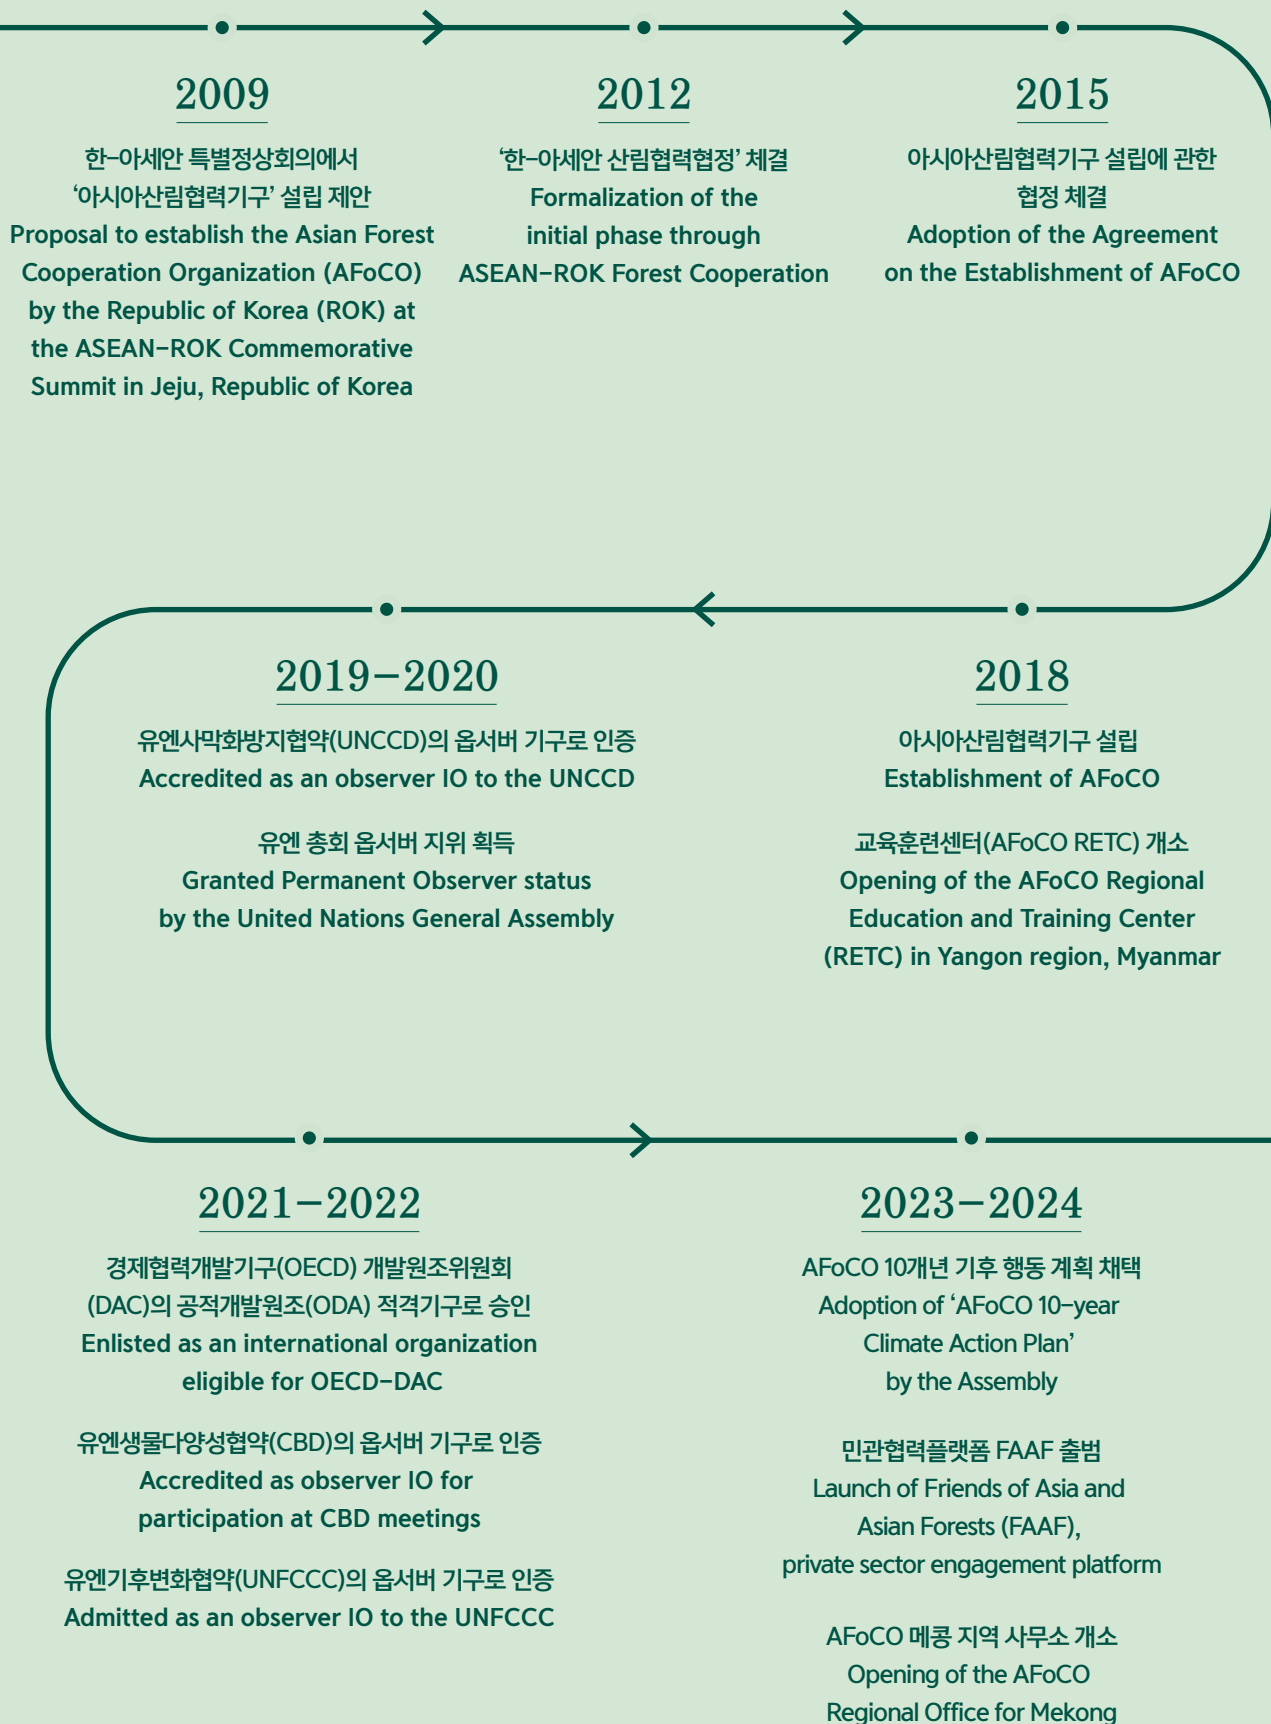 2009
한-아세안 특별정상회의에서
‘아시아산림협력기구’ 설립 제안
Proposal to establish the Asian Forest
Cooperation Organization (AFoCO)
by the Republic of Korea (ROK) at
the ASEAN-ROK Commemorative
Summit in Jeju, Republic of Korea
2012
‘한-아세안 산림협력협정’ 체결
Formalization of the
initial phase through
ASEAN-ROK Forest Cooperation
2015
아시아산림협력기구 설립에 관한
협정 체결
Adoption of the Agreement
on the Establishment of AFoCO
2018
아시아산림협력기구 설립
Establishment of AFoCO
교육훈련센터(AFoCO RETC) 개소
Opening of the AFoCO Regional
Education and Training Center
(RETC) in Yangon region, Myanmar
2019-2020
유엔사막화방지협약(UNCCD)의 옵서버 기구로 인증
Accredited as an observer IO to the UNCCD
유엔 총회 옵서버 지위 획득
Granted Permanent Observer status
by the United Nations General Assembly
2021-2022
경제협력개발기구(OECD) 개발원조위원회
(DAC)의 공적개발원조(ODA) 적격기구로 승인
Enlisted as an international organization
eligible for OECD-DAC
유엔생물다양성협약(CBD)의 옵서버 기구로 인증
Accredited as observer IO for
participation at CBD meetings
유엔기후변화협약(UNFCCC)의 옵서버 기구로 인증
Admitted as an observer IO to the UNFCCC
2023-2024
AFoCO 10개년 기후 행동 계획 채택
Adoption of ‘AFoCO 10-year
Climate Action Plan’
by the Assembly
민관협력플랫폼 FAAF 출범
Launch of Friends of Asia and
Asian Forests (FAAF),
private sector engagement platform
AFoCO 메콩 지역 사무소 개소
Opening of the AFoCO
Regional Office for Mekong